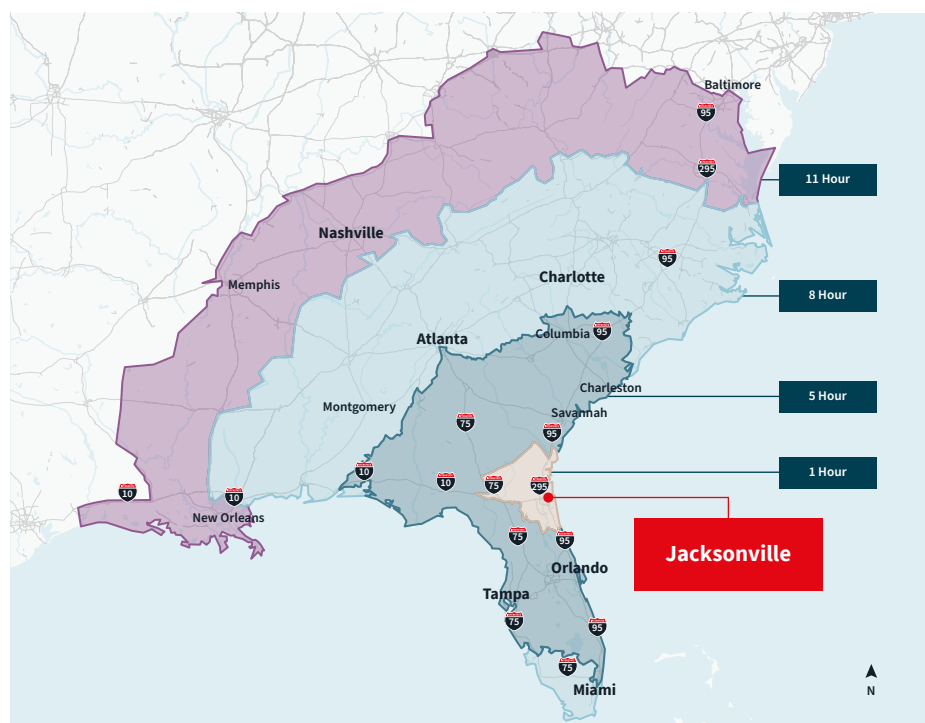 Baltimore
95
295
11 Hour
Nashville
95
Charlotte
Memphis
8 Hour
Columbia
95
Atlanta
Charleston
5 Hour
Montgomery
Savannah
75
95
10
1 Hour
10
75
295
10
10
New Orleans
Jacksonville
75
95
Orlando
Tampa
75
95
75
Miami
N